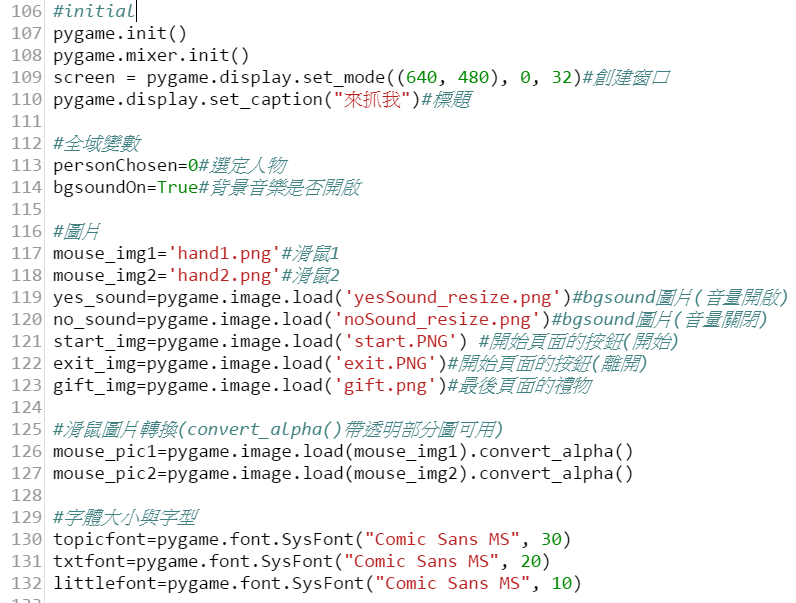 106 #initial
107 pygame.init()
108 pygame.mixer.init()
109 screen = pygame.display.set_mode((640, 480), 0, 32)#創建窗口
110 pygame.display.set_caption("來抓我")#標題
111
112 #全域變數
113 personChosen=0#選定人物
114 bgsoundOn=True#背景音樂是否開啟
115
116 #圖片
117 mouse_img1='hand1.png'#滑鼠1
118 mouse_img2='hand2.png'#滑鼠2
119 yes_sound=pygame.image.load('yesSound_resize.png')#bgsound圖片(音量開啟)
120 no_sound=pygame.image.load('noSound_resize.png')#bgsound圖片(音量關閉)
121 start_img=pygame.image.load('start.PNG') #開始頁面的按鈕(開始)
122 exit_img=pygame.image.load('exit.PNG')#開始頁面的按鈕(離開)
123 gift_img=pygame.image.load('gift.png')#最後頁面的禮物
124
125 #滑鼠圖片轉換(convert_alpha()帶透明部分圖可用)
126 mouse_pic1=pygame.image.load(mouse_img1).convert_alpha()
127 mouse_pic2=pygame.image.load(mouse_img2).convert_alpha()
128
129 #字體大小與字型
130 topicfont=pygame.font.SysFont("Comic Sans MS", 30)
131 txtfont=pygame.font.SysFont("Comic Sans MS", 20)
132 littlefont=pygame.font.SysFont("Comic Sans MS", 10)